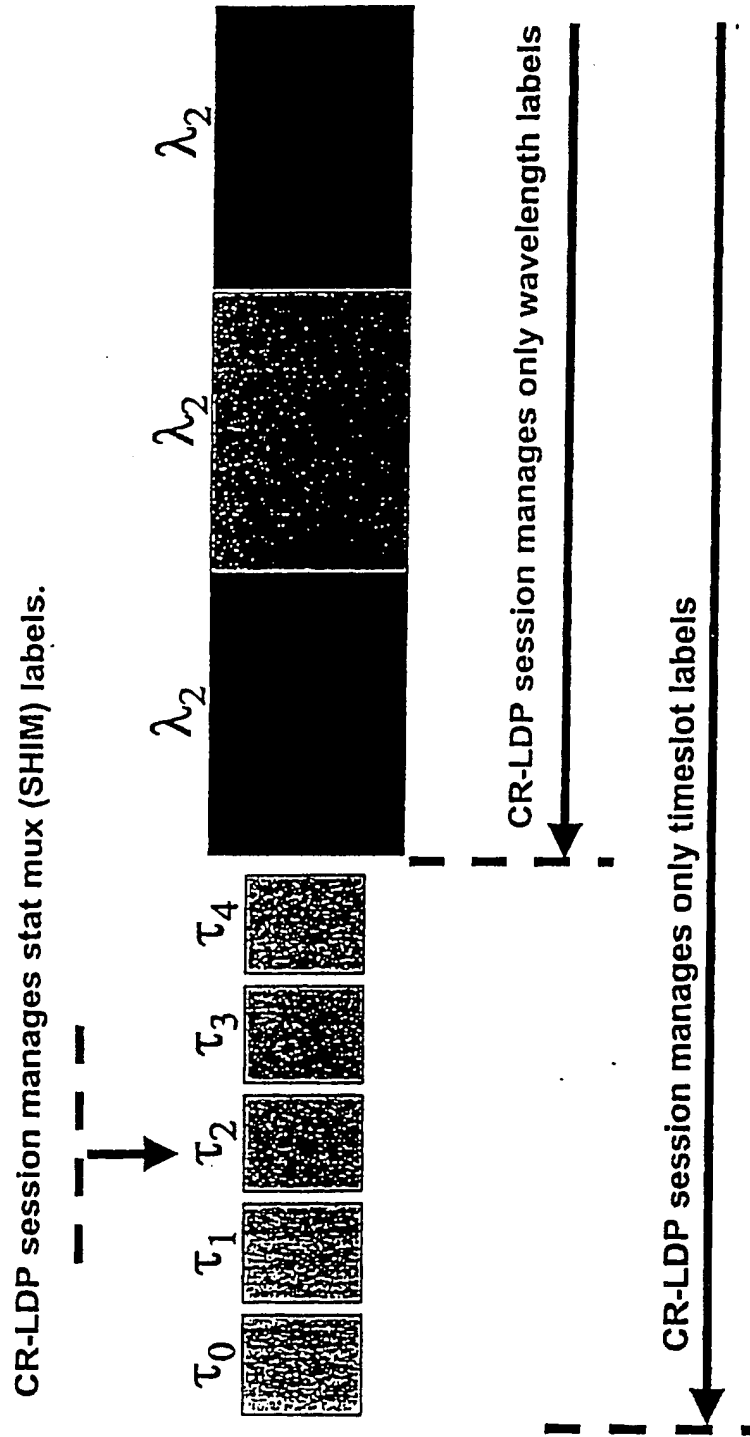 CR-LDP session manages stat mux (SHIM) labels.
τ0 τ1 τ2 τ3 τ4 λ2 λ2 λ2
CR-LDP session manages only wavelength labels
CR-LDP session manages only timeslot labels